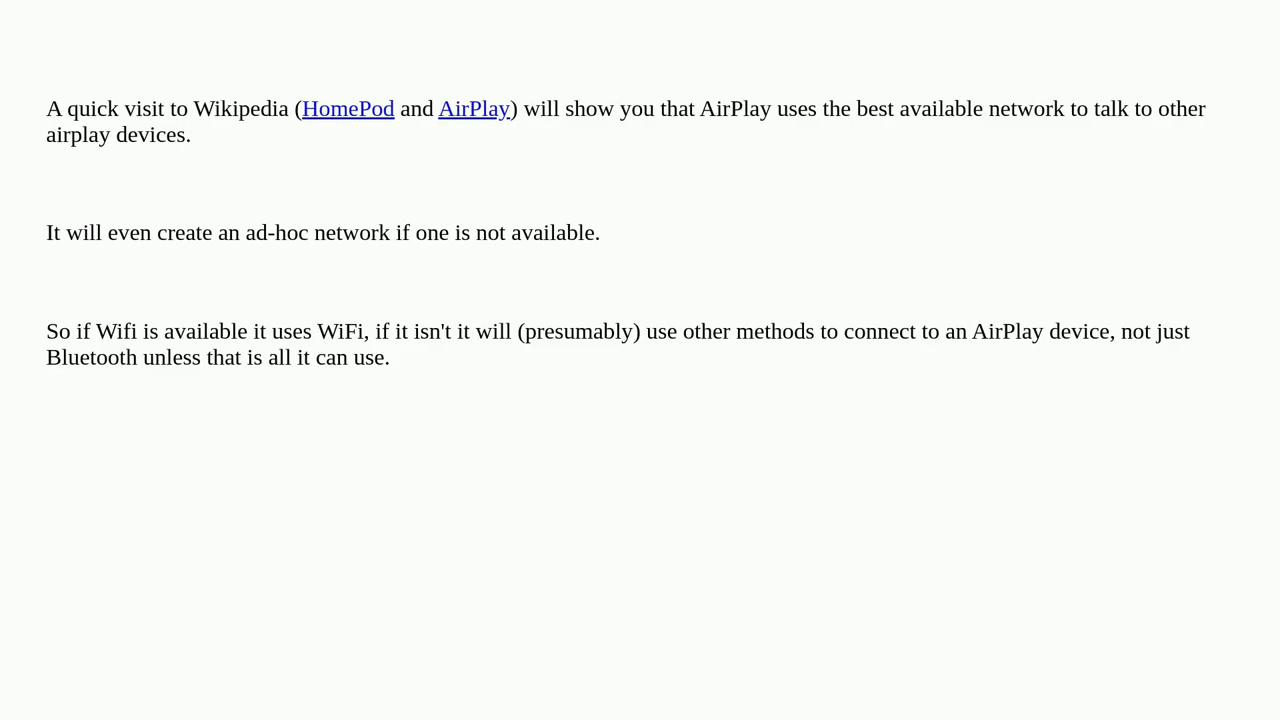 A quick visit to Wikipedia (HomePod and AirPlay) will show you that AirPlay uses the best available network to talk to other
airplay devices.
It will even create an ad-hoc network if one is not available.
So if Wifi is available it uses WiFi, if it isn't it will (presumably) use other methods to connect to an AirPlay device, not just
Bluetooth unless that is all it can use.